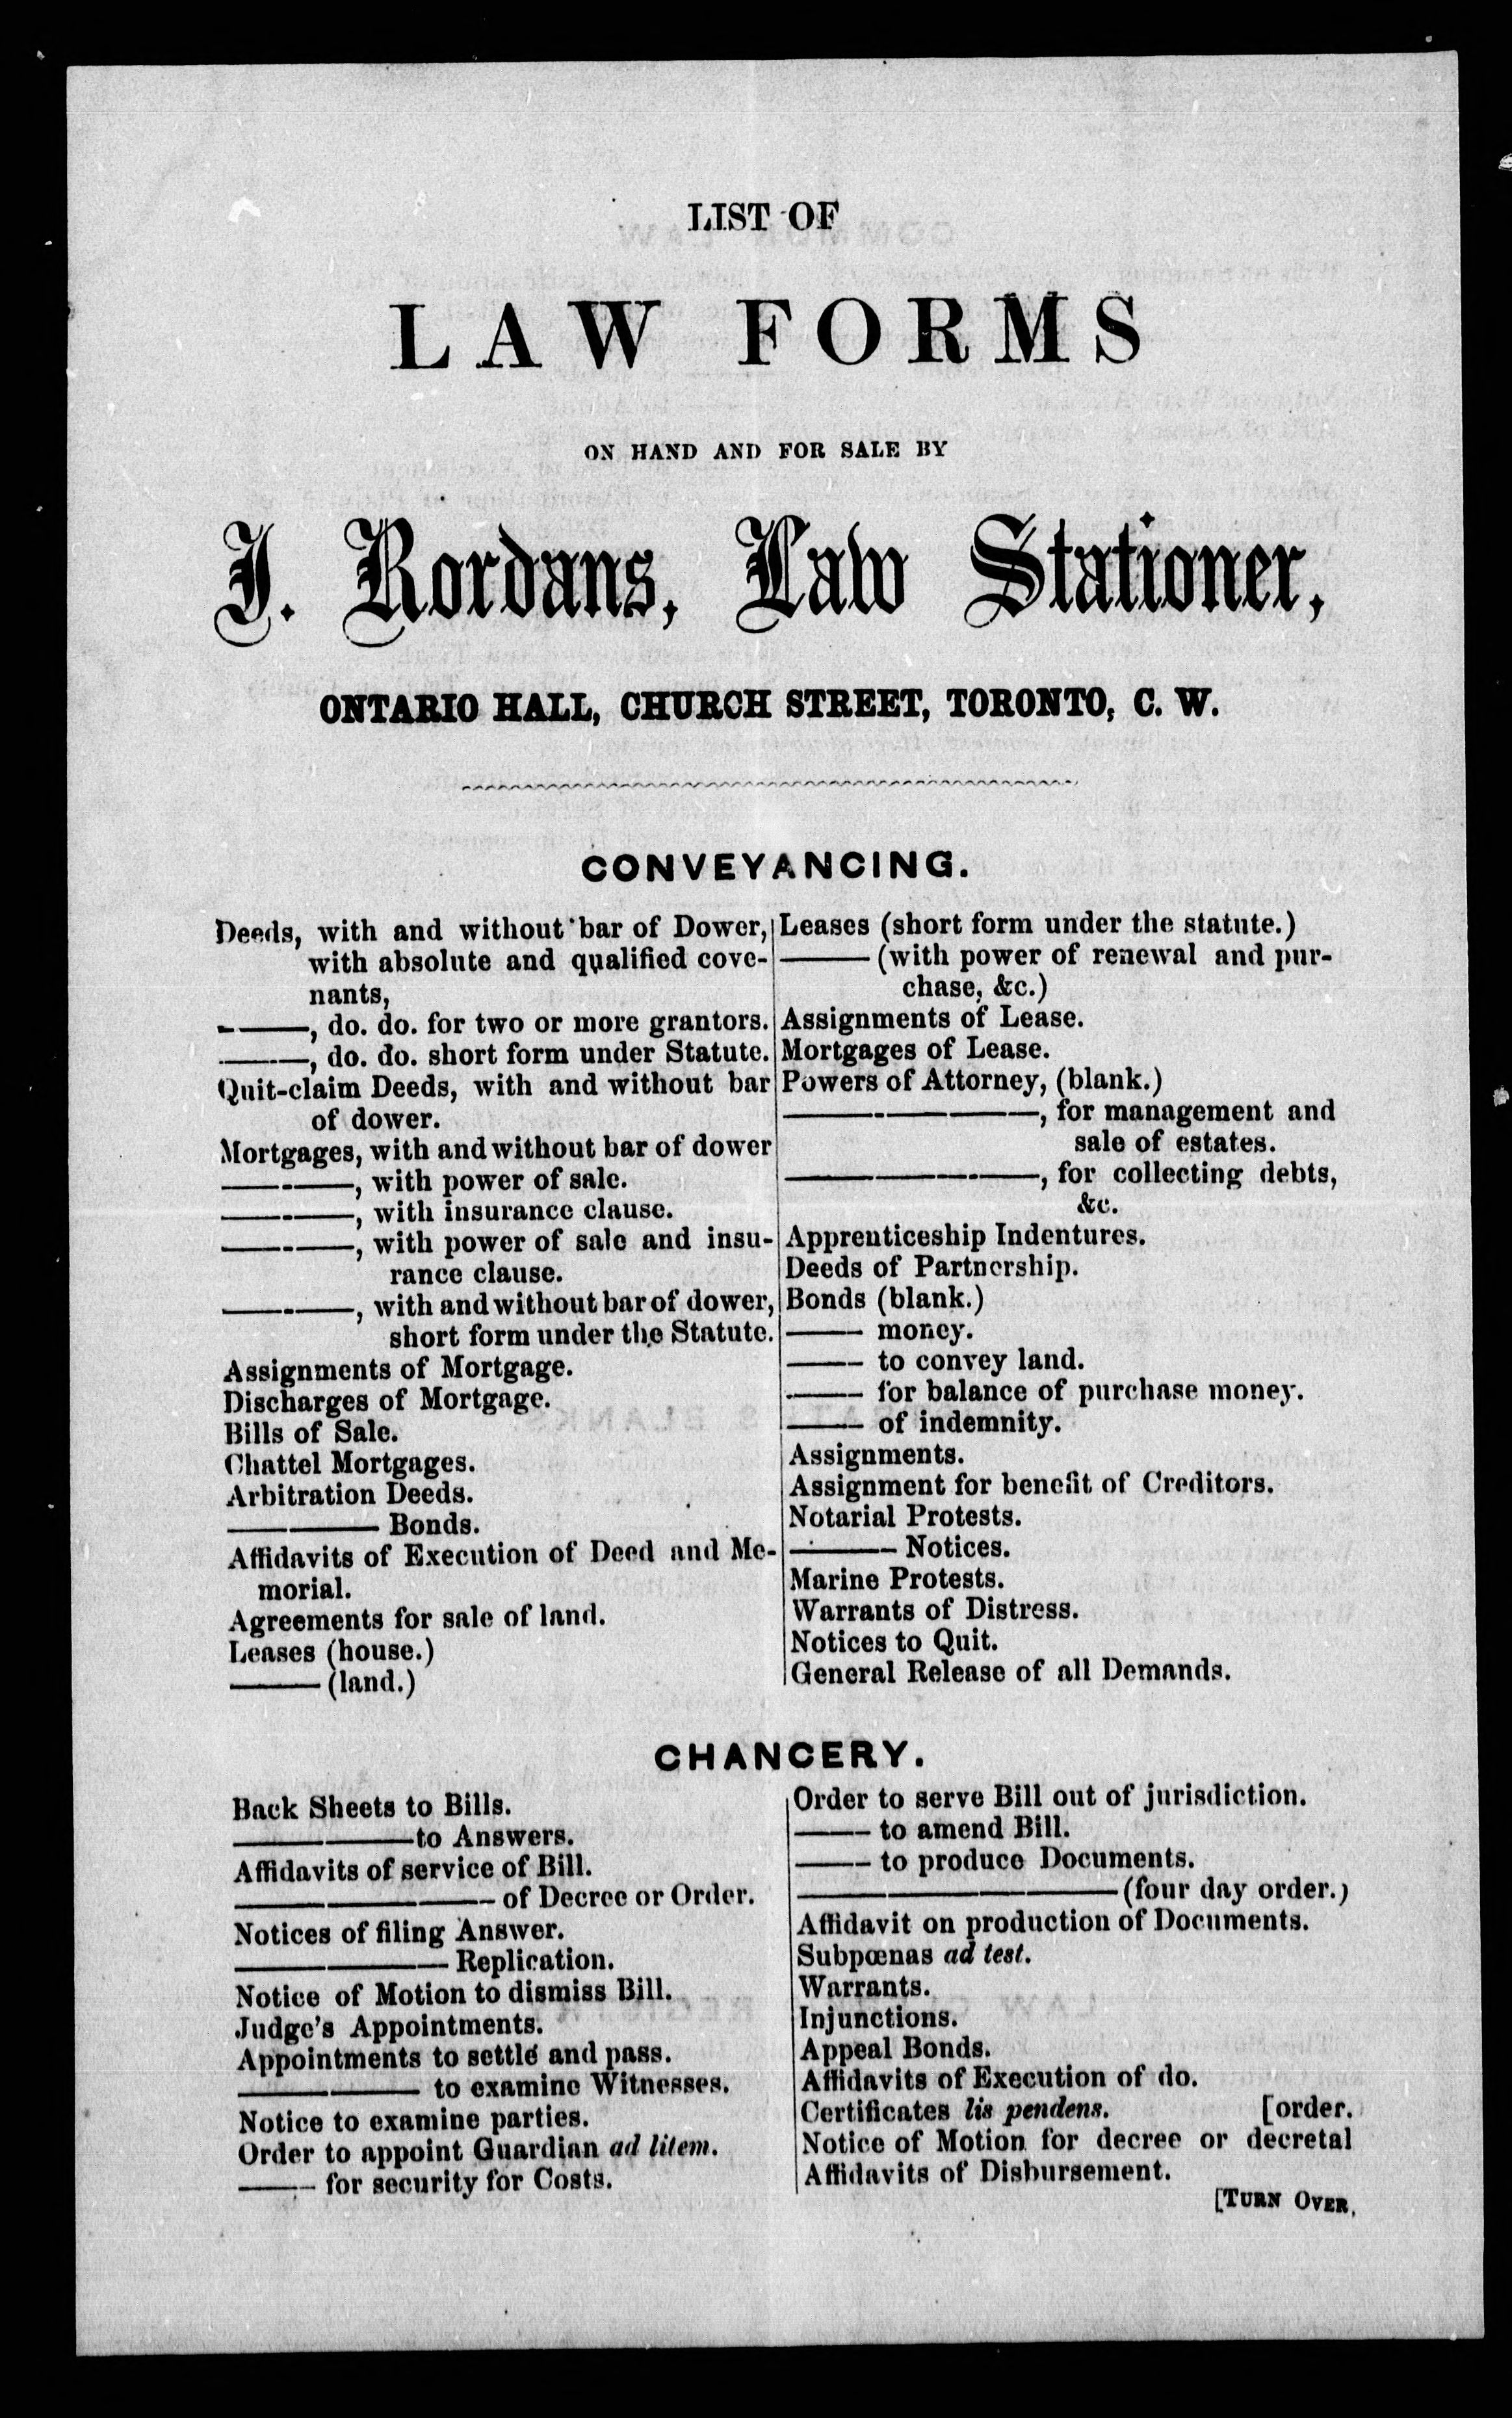 LIST OF
LAW FORMS
ON HAND AND FOR SALE BY
J. Rordans, Law Stationer,
ONTARIO HALL, CHURCH STREET, TORONTO, C. W.
CONVEYANCING.
Deeds, with and without bar of Dower,
with absolute and qualified cove-
nants,
———, do. do. for two or more grantors.
———, do. do. short form under Statute.
Quit-claim Deeds, with and without bar
of dower.
Mortgages, with and without bar of dower
————, with power of sale.
————, with insurance clause.
————, with power of sale and insu-
rance clause.
————, with and without bar of dower,
short form under the Statute.
Assignments of Mortgage.
Discharges of Mortgage.
Bills of Sale.
Chattel Mortgages.
Arbitration Deeds.
————— Bonds.
Affidavits of Execution of Deed and Me-
morial.
Agreements for sale of land.
Leases (house.)
——— (land.)
Leases (short form under the statute.)
——— (with power of renewal and pur-
chase, &c.)
Assignments of Lease.
Mortgages of Lease.
Powers of Attorney, (blank.)
————————, for management and
sale of estates.
————————, for collecting debts,
&c.
Apprenticeship Indentures.
Deeds of Partnership.
Bonds (blank.)
——— money.
——— to convey land.
——— for balance of purchase money.
——— of indemnity.
Assignments.
Assignment for benefit of Creditors.
Notarial Protests.
———— Notices.
Marine Protests.
Warrants of Distress.
Notices to Quit.
General Release of all Demands.
CHANCERY.
Back Sheets to Bills.
——————to Answers.
Affidavits of service of Bill.
————————— of Decree or Order.
Notices of filing Answer.
——————— Replication.
Notice of Motion to dismiss Bill.
Judge's Appointments.
Appointments to settle and pass.
—————— to examine Witnesses.
Notice to examine parties.
Order to appoint Guardian ad litem.
——— for security for Costs.
Order to serve Bill out of jurisdiction.
——— to amend Bill.
——— to produce Documents.
—————————— (four day order.)
Affidavit on production of Documents.
Subpœnas ad test.
Warrants.
Injunctions.
Appeal Bonds.
Affidavits of Execution of do.
Certificates lis pendens. [order.
Notice of Motion for decree or decretal
Affidavits of Disbursement.
[TURN OVER.